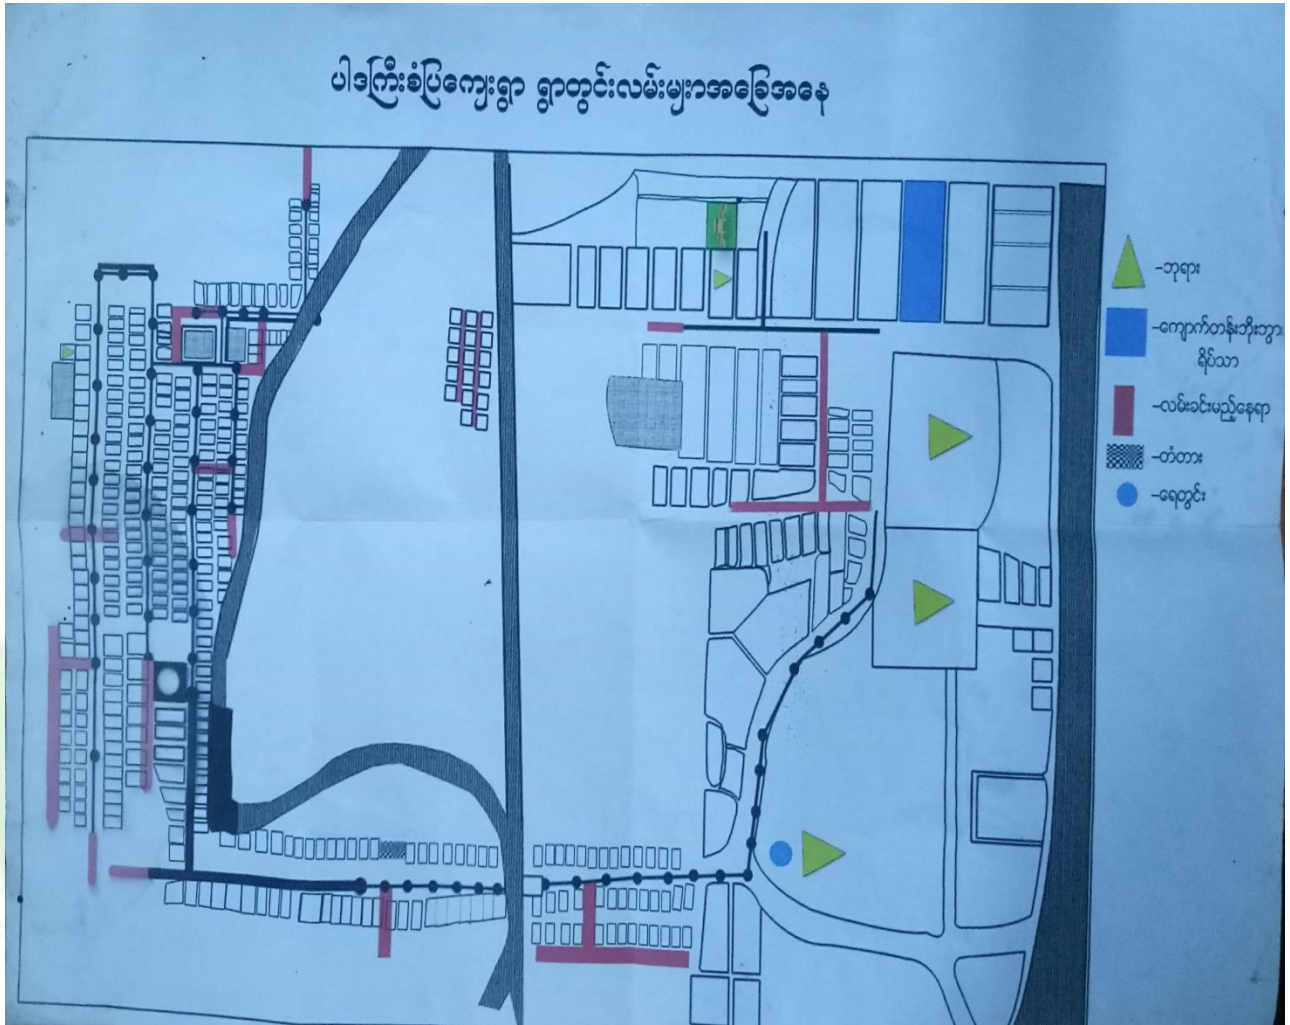 ပါဒကြီးစံပြကျေးရွာ ရွာတွင်းလမ်းများအခြေအနေ
-ဘုရား
-ကျောက်တန်းဘိုးဘွား
ရိပ်သာ
-လမ်းခင်းမည့်နေရာ
-တံတား
-ရေတွင်း